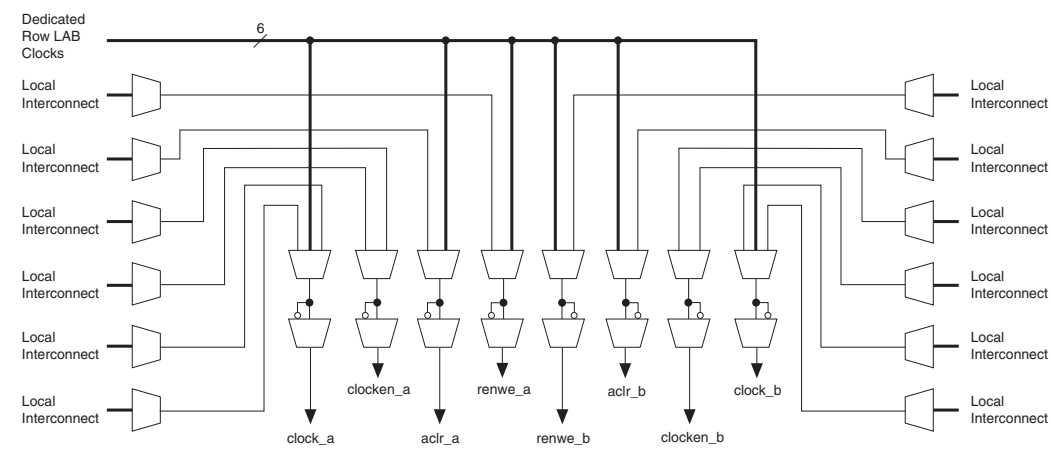 Dedicated
Row LAB
Clocks
6
Local
Interconnect
Local
Interconnect
Local
Interconnect
Local
Interconnect
Local
Interconnect
Local
Interconnect
Local
Interconnect
Local
Interconnect
Local
Interconnect
Local
Interconnect
Local
Interconnect
Local
Interconnect
clocken_a
renwe_a
aclr_b
clock_b
clock_a
aclr_a
renwe_b
clocken_b